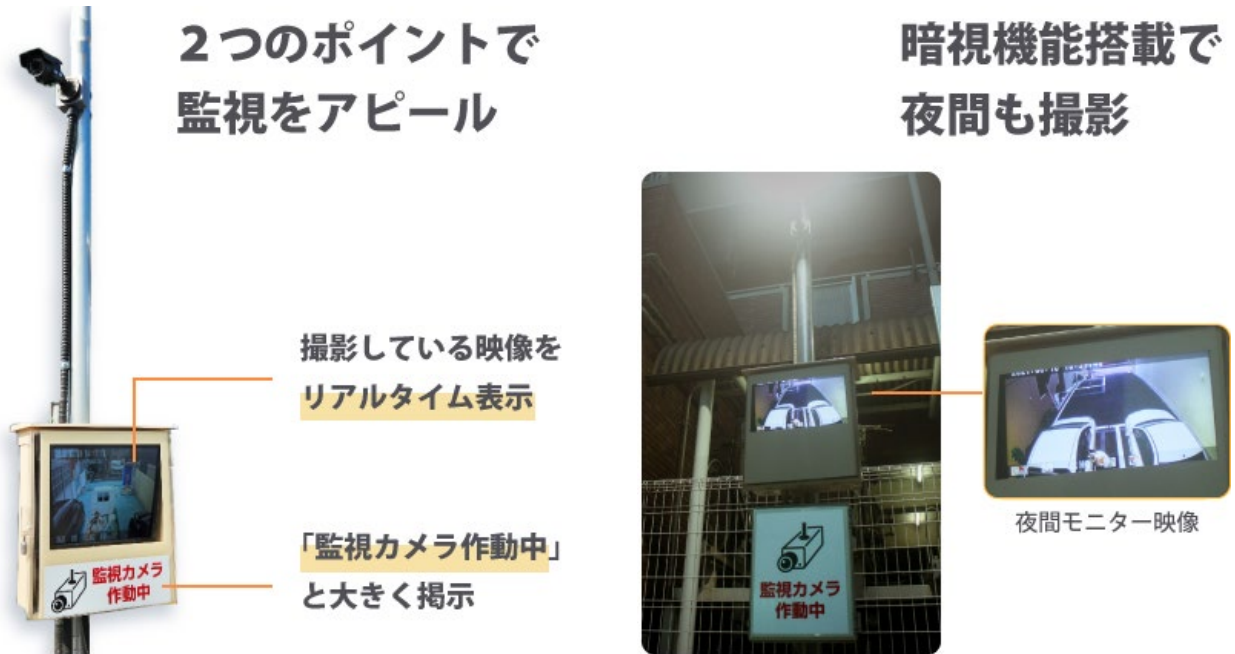 ２つのポイントで
監視をアピール
撮影している映像を
リアルタイム表示
「監視カメラ作動中」
と大きく掲示
監視カメラ
作動中
暗視機能搭載で
夜間も撮影
監視カメラ
作動中
夜間モニター映像